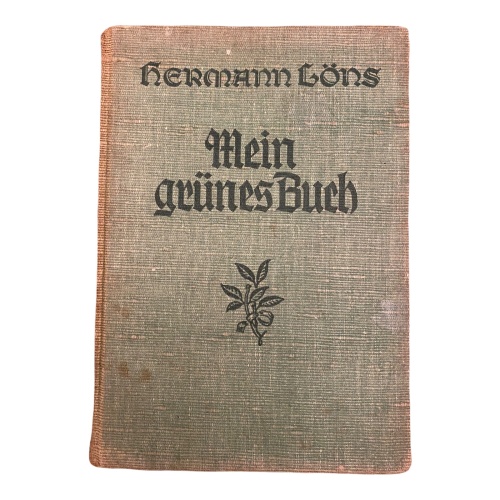 Hermann Löns
Mein
grünes Buch